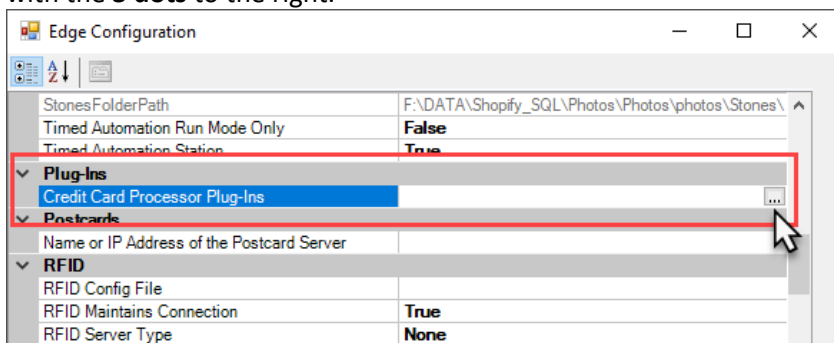 with the 3 dots to the right.
Edge Configuration
StonesFolderPath F:\DATA\Shopify_SQL\Photos\Photos\photos\Stones\
Timed Automation Run Mode Only False
Timed Automation Station True
Plug-Ins
Credit Card Processor Plug-Ins ...
Postcards
Name or IP Address of the Postcard Server
RFID
RFID Config File
RFID Maintains Connection True
RFID Server Type None